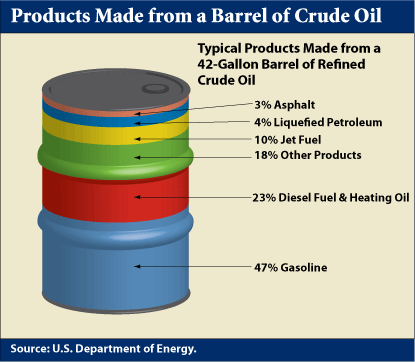 Products Made from a Barrel of Crude Oil
Typical Products Made from a
42-Gallon Barrel of Refined
Crude Oil
3% Asphalt
4% Liquefied Petroleum
10% Jet Fuel
18% Other Products
23% Diesel Fuel & Heating Oil
47% Gasoline
Source: U.S. Department of Energy.